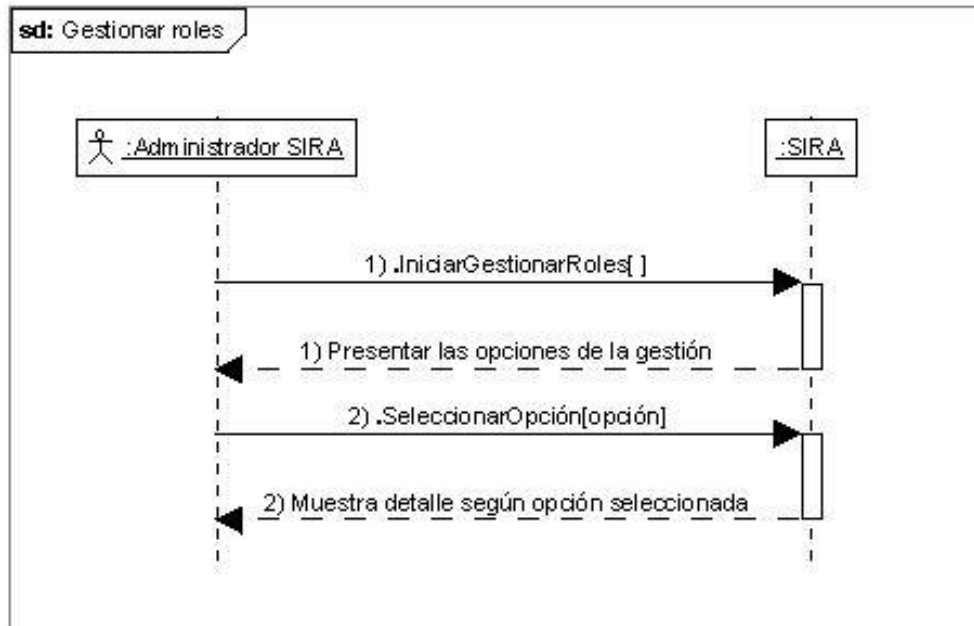 sd: Gestionar roles
:Administrador SIRA
:SIRA
1) .IniciarGestionarRoles[ ]
1) Presentar las opciones de la gestión
2) .SeleccionarOpción[opción]
2) Muestra detalle según opción seleccionada